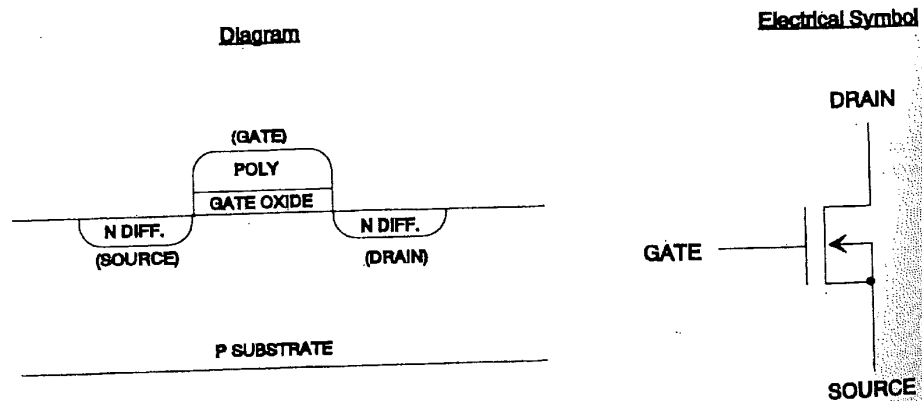 Diagram
Electrical Symbol
(GATE)
POLY
GATE OXIDE
N DIFF.
(SOURCE)
N DIFF.
(DRAIN)
P SUBSTRATE
DRAIN
GATE
SOURCE